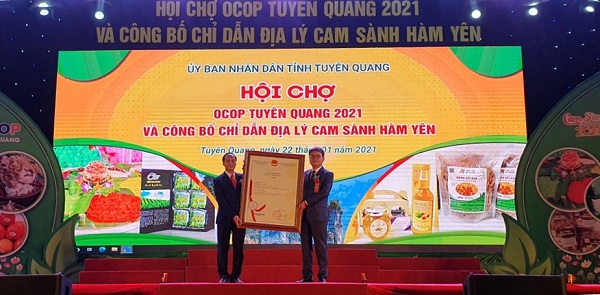 HỘI CHỢ OCOP TUYÊN QUANG 2021
VÀ CÔNG BỐ CHỈ DẪN ĐỊA LÝ CAM SÀNH HÀM YÊN
ỦY BAN NHÂN DÂN TỈNH TUYÊN QUANG
HỘI CHỢ
OCOP TUYÊN QUANG 2021
VÀ CÔNG BỐ CHỈ DẪN ĐỊA LÝ CAM SÀNH HÀM YÊN
Tuyên Quang, ngày 22 01 năm 2021
OCOP
QUANG